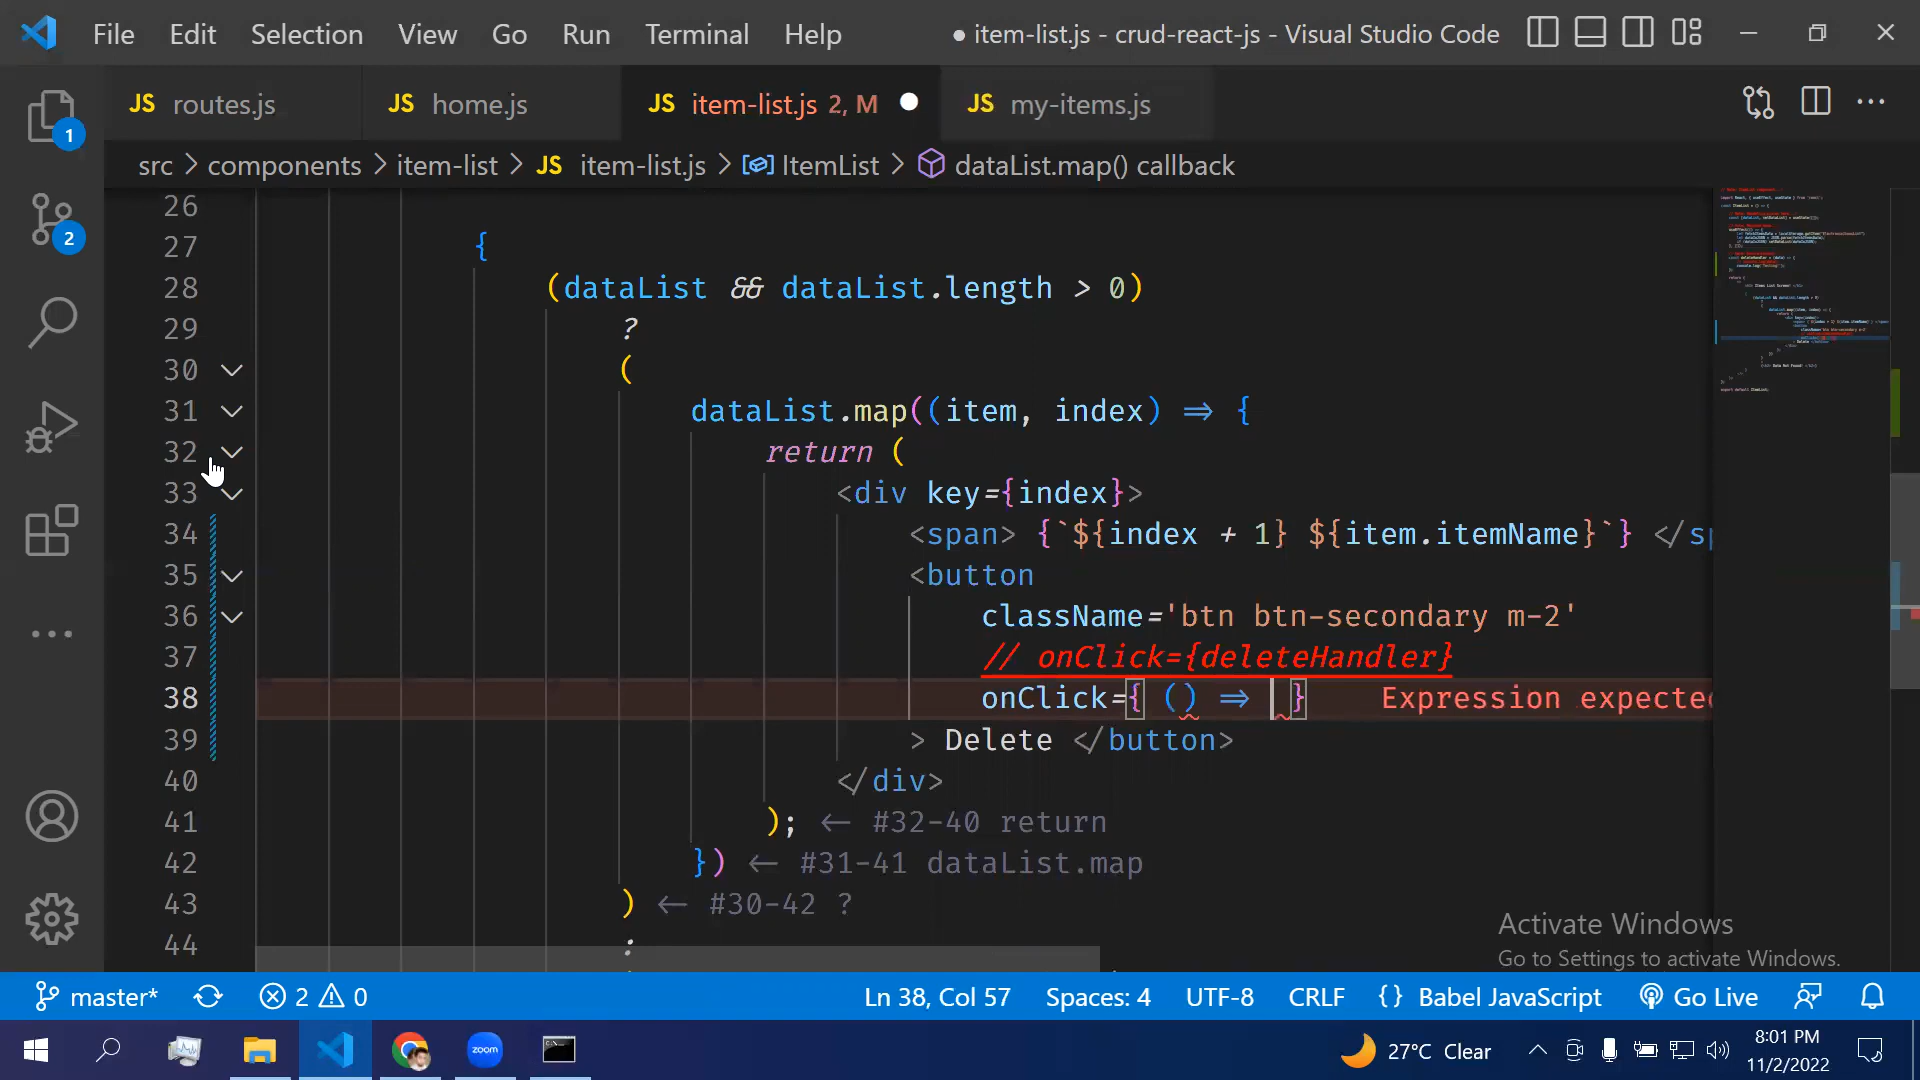 File Edit Selection View Go Run Terminal Help ● item-list.js - crud-react-js - Visual Studio Code
JS routes.js JS home.js JS item-list.js 2, M ● JS my-items.js
src > components > item-list > JS item-list.js > ItemList > dataList.map() callback
26
27 {
28 (dataList && dataList.length > 0)
29 ?
30 (
31 dataList.map((item, index) => {
32 return (
33 <div key={index}>
34 <span> {`${index + 1} ${item.itemName}`} </sp
35 <button
36 className='btn btn-secondary m-2'
37 // onClick={deleteHandler}
38 onClick={ () => } Expression expected
39 > Delete </button>
40 </div>
41 ); <- #32-40 return
42 }) <- #31-41 dataList.map
43 ) <- #30-42 ?
44 :
1
2
Activate Windows
Go to Settings to activate Windows.
master* 2 0 Ln 38, Col 57 Spaces: 4 UTF-8 CRLF {} Babel JavaScript Go Live
zoom 27°C Clear 8:01 PM
11/2/2022